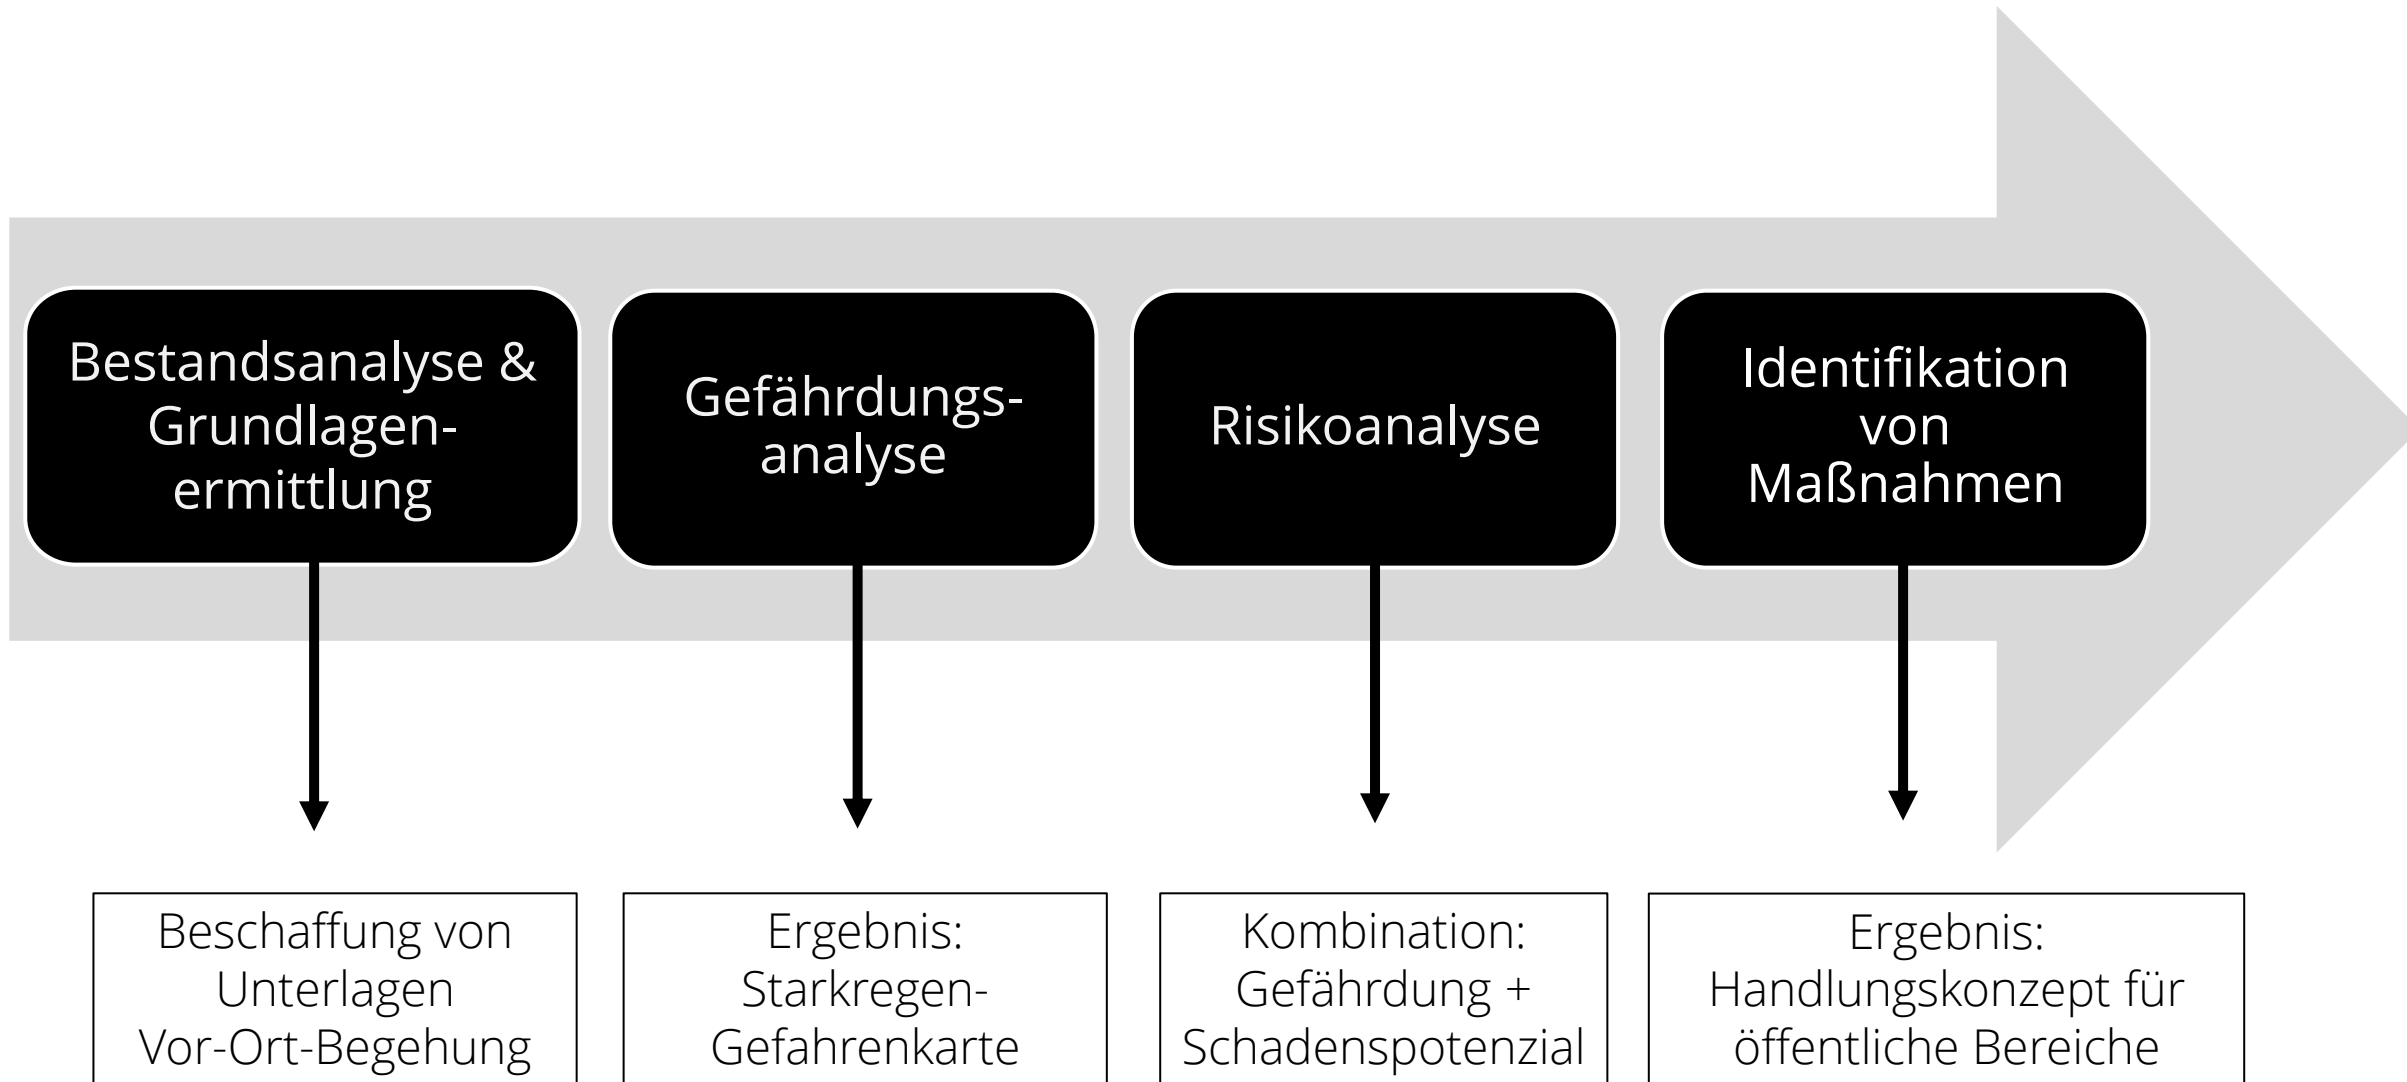 Bestandsanalyse &
Grundlagen-
ermittlung
Gefährdungs-
analyse
Risikoanalyse
Identifikation
von
Maßnahmen
Beschaffung von
Unterlagen
Vor-Ort-Begehung
Ergebnis:
Starkregen-
Gefahrenkarte
Kombination:
Gefährdung +
Schadenspotenzial
Ergebnis:
Handlungskonzept für
öffentliche Bereiche